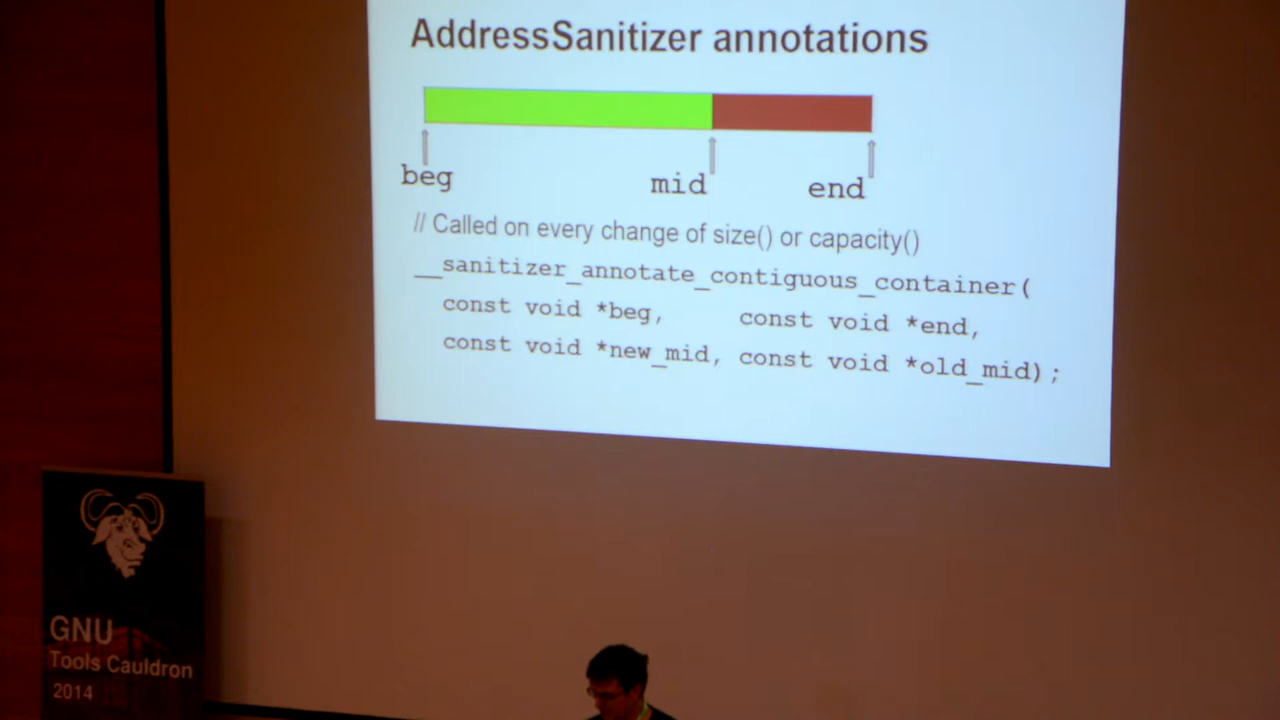 AddressSanitizer annotations
beg
mid
end
// Called on every change of size() or capacity()
__sanitizer_annotate_contiguous_container(
const void *beg, const void *end,
const void *new_mid, const void *old_mid);
GNU
Tools Cauldron
2014